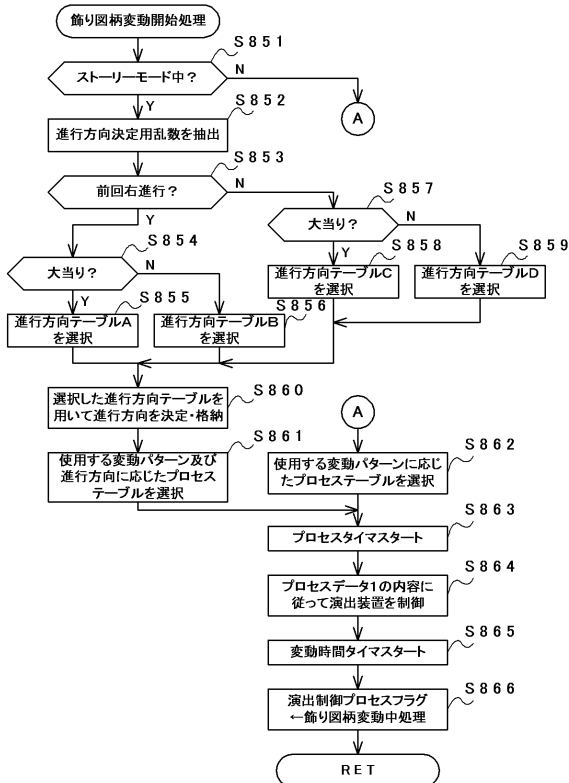 飾り図柄変動開始処理
S851
ストーリーモード中?
N
Y
A
S852
進行方向決定用乱数を抽出
S853
前回右進行?
N
Y
S857
大当り?
N
Y
S854
大当り?
N
Y
S858
進行方向テーブルC
を選択
S859
進行方向テーブルD
を選択
S855
進行方向テーブルA
を選択
S856
進行方向テーブルB
を選択
S860
選択した進行方向テーブルを
用いて進行方向を決定・格納
A
S861
使用する変動パターン及び
進行方向に応じたプロセス
テーブルを選択
S862
使用する変動パターンに応じ
たプロセステーブルを選択
S863
プロセスタイマスタート
S864
プロセスデータ1の内容に
従って演出装置を制御
S865
変動時間タイマスタート
S866
演出制御プロセスフラグ
←飾り図柄変動中処理
RET